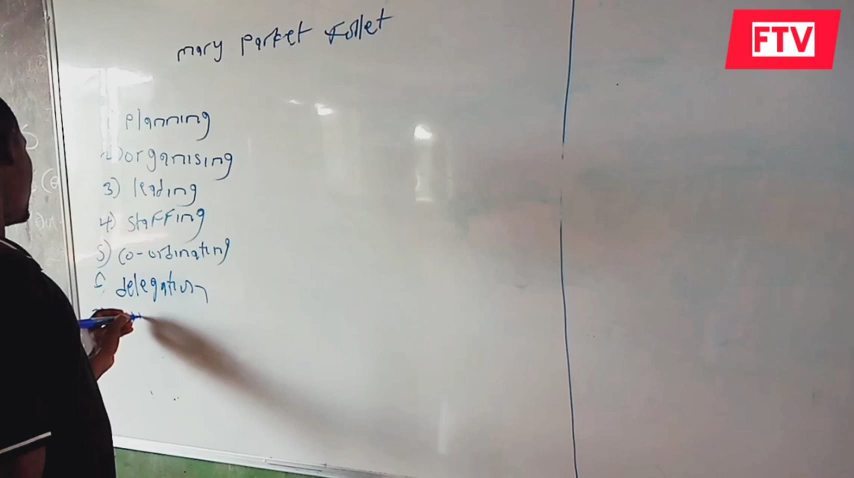 FTV
mary Parket Follet
planning
2) organising
3) leading
4) staffing
5) co-ordinating
6 delegation